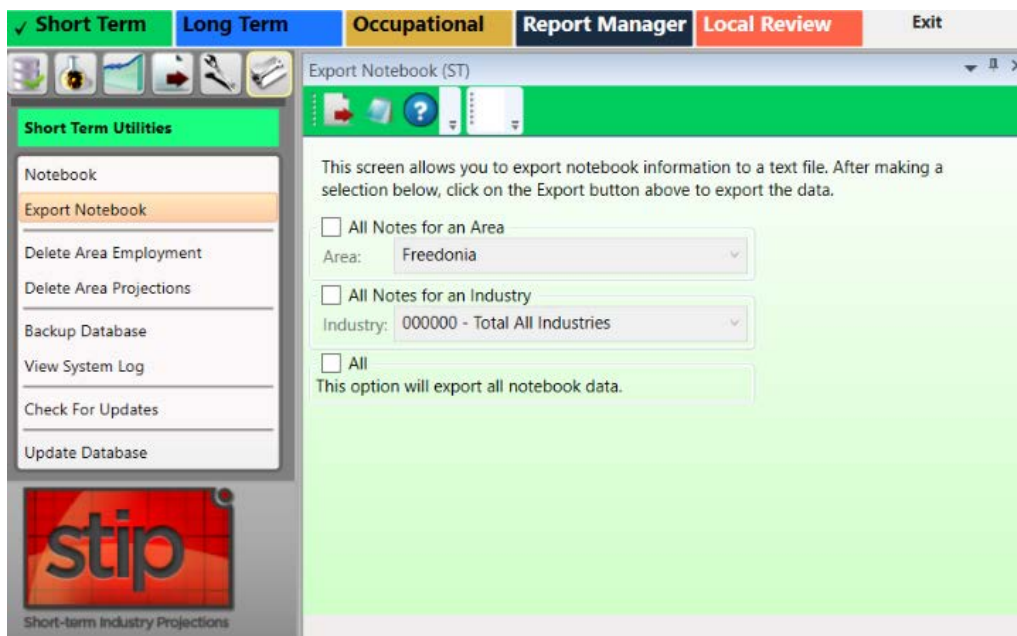 ✓ Short Term Long Term Occupational Report Manager Local Review Exit
Export Notebook (ST)
Short Term Utilities
Notebook
Export Notebook
Delete Area Employment
Delete Area Projections
Backup Database
View System Log
Check For Updates
Update Database
stip
Short-term Industry Projections
?
This screen allows you to export notebook information to a text file. After making a
selection below, click on the Export button above to export the data.
All Notes for an Area
Area: Freedonia
All Notes for an Industry
Industry: 000000 - Total All Industries
All
This option will export all notebook data.